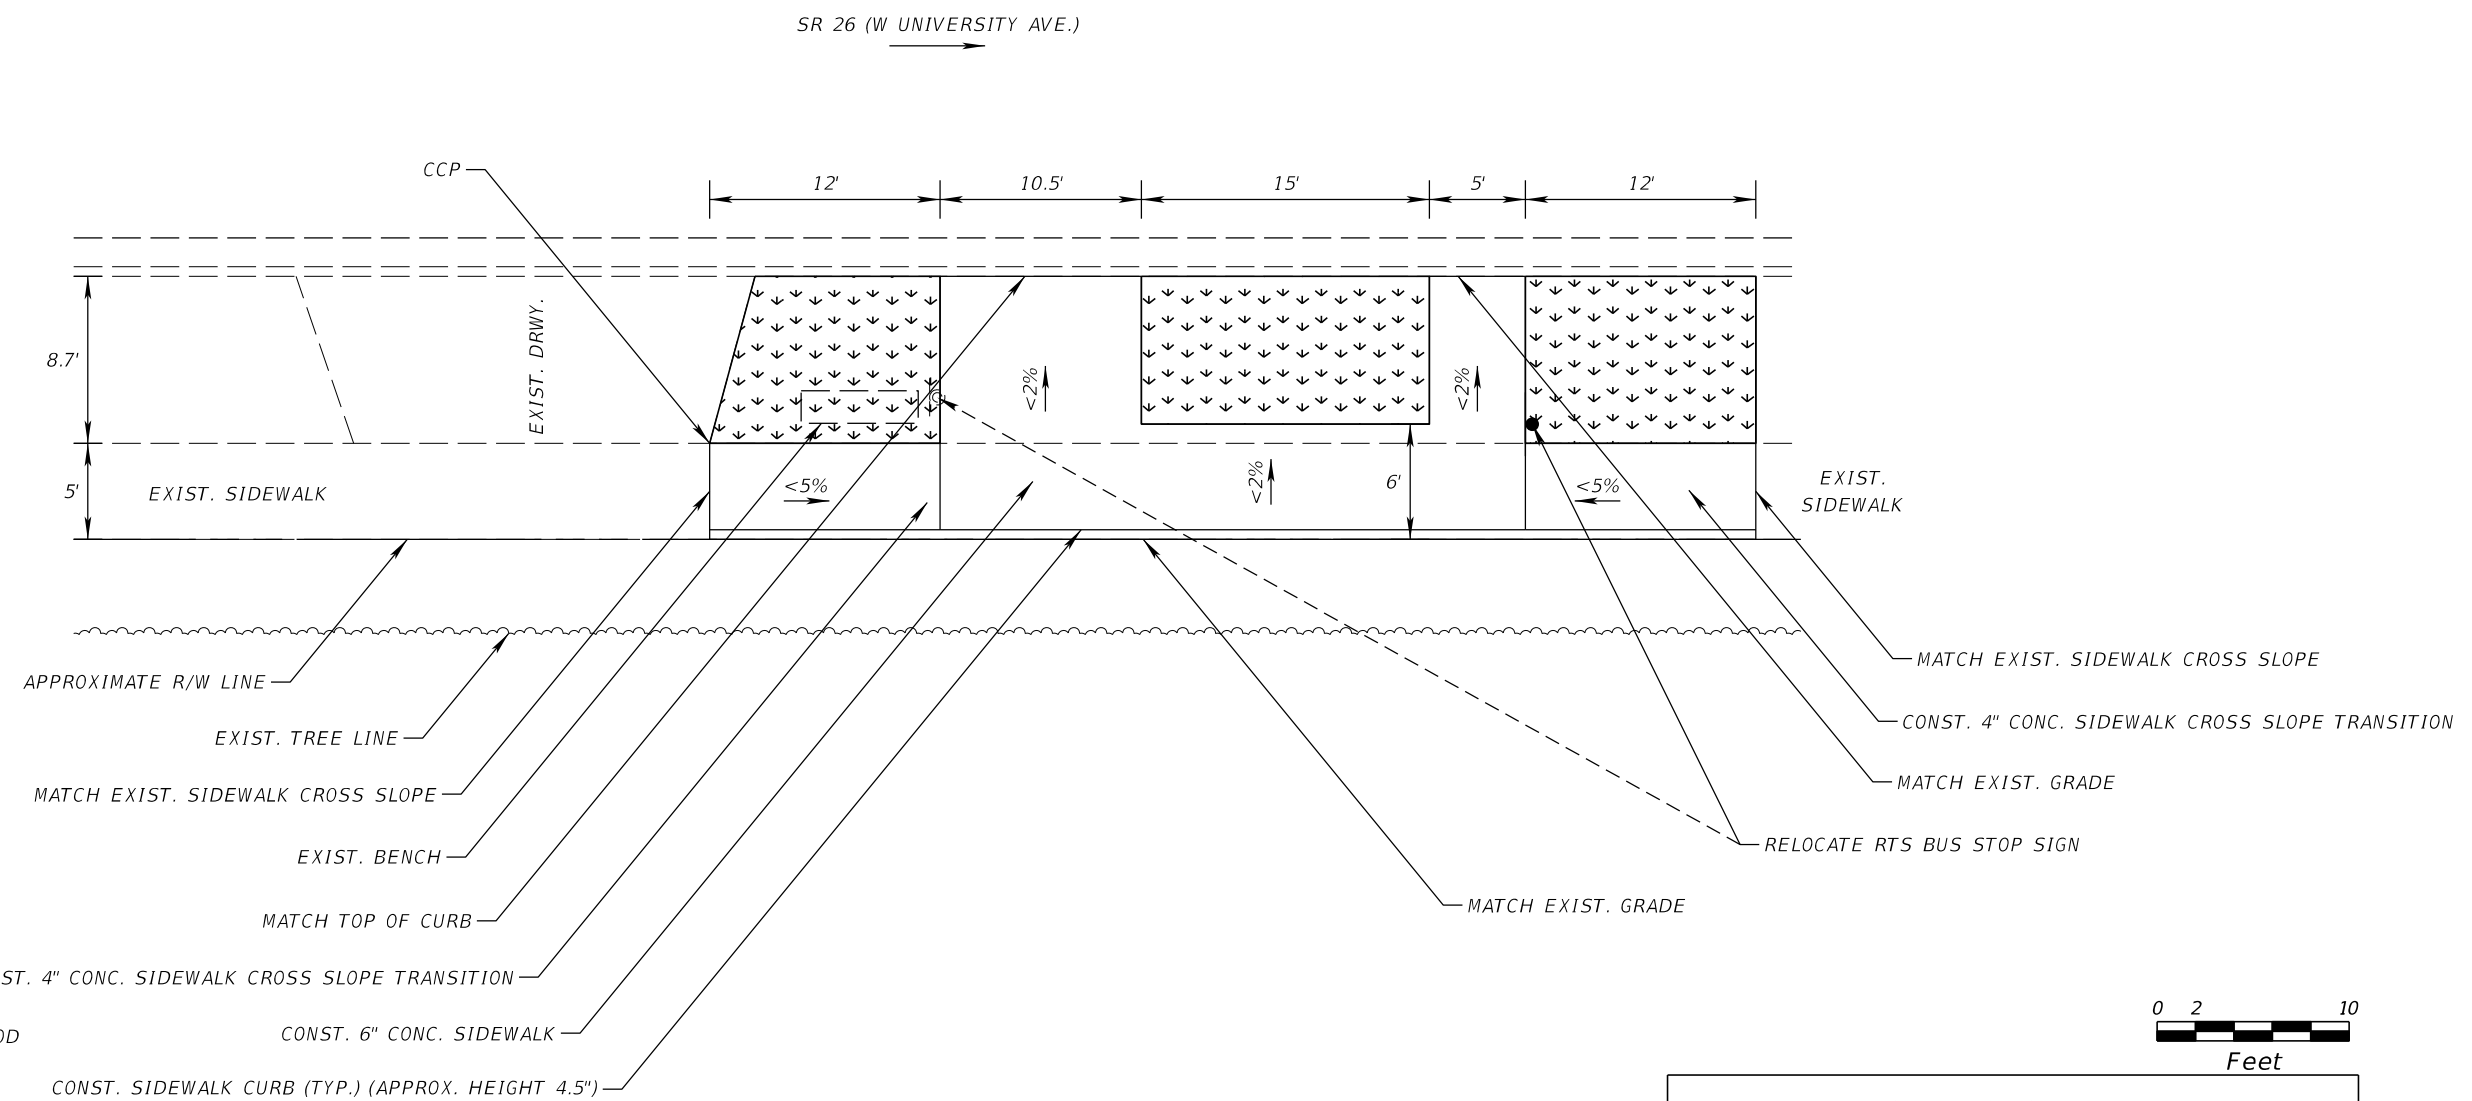 SR 26 (W UNIVERSITY AVE.)
CCP
12'
10.5'
15'
5'
12'
8.7'
EXIST. DRWY.
<2%
<2%
5'
EXIST. SIDEWALK
<5%
<2%
6'
<5%
EXIST.
SIDEWALK
MATCH EXIST. SIDEWALK CROSS SLOPE
APPROXIMATE R/W LINE
CONST. 4" CONC. SIDEWALK CROSS SLOPE TRANSITION
EXIST. TREE LINE
MATCH EXIST. GRADE
MATCH EXIST. SIDEWALK CROSS SLOPE
RELOCATE RTS BUS STOP SIGN
EXIST. BENCH
MATCH EXIST. GRADE
MATCH TOP OF CURB
ST. 4" CONC. SIDEWALK CROSS SLOPE TRANSITION
0 2 10
Feet
CONST. 6" CONC. SIDEWALK
CONST. SIDEWALK CURB (TYP.) (APPROX. HEIGHT 4.5")